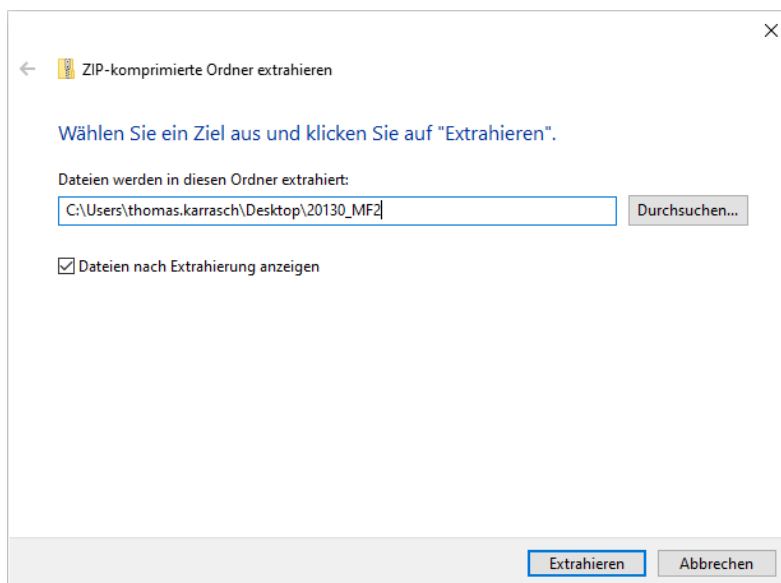 ZIP-komprimierte Ordner extrahieren
Wählen Sie ein Ziel aus und klicken Sie auf "Extrahieren".
Dateien werden in diesen Ordner extrahiert:
C:\Users\thomas.karrasch\Desktop\20130_MF2
Durchsuchen...
Dateien nach Extrahierung anzeigen
Extrahieren
Abbrechen